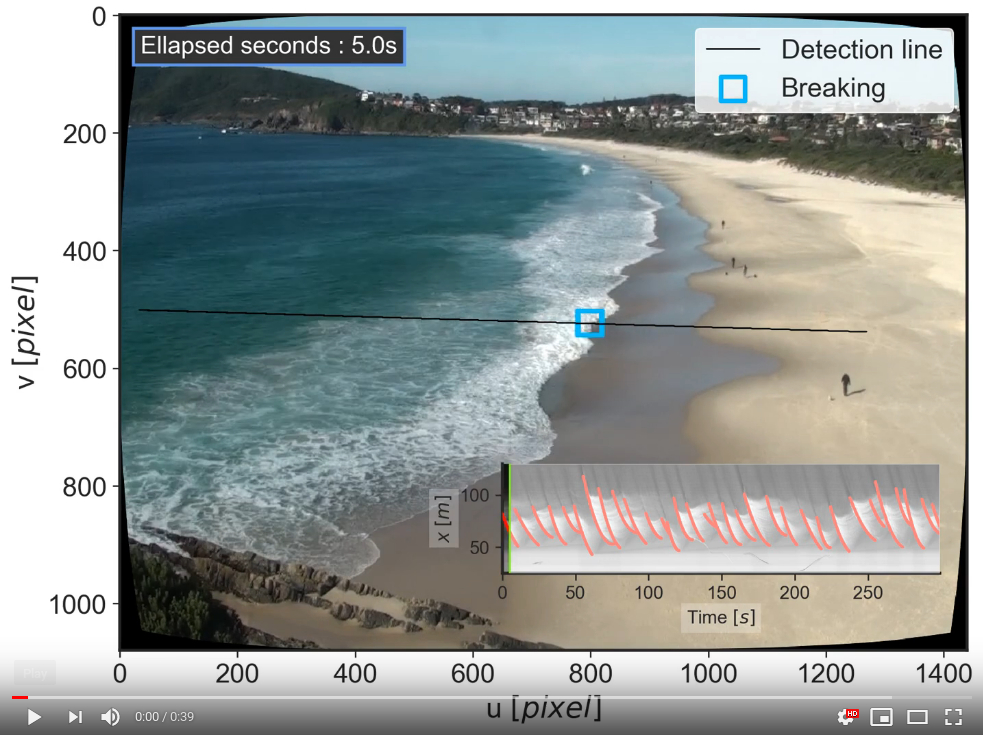 Ellapsed seconds : 5.0s
Detection line
Breaking
0
200
400
600
800
1000
v [pixel]
x [m]
100
50
0
50
100
150
200
250
Time [s]
0
200
400
600
800
1000
1200
1400
u [pixel]
Play
0:00 / 0:39
HD